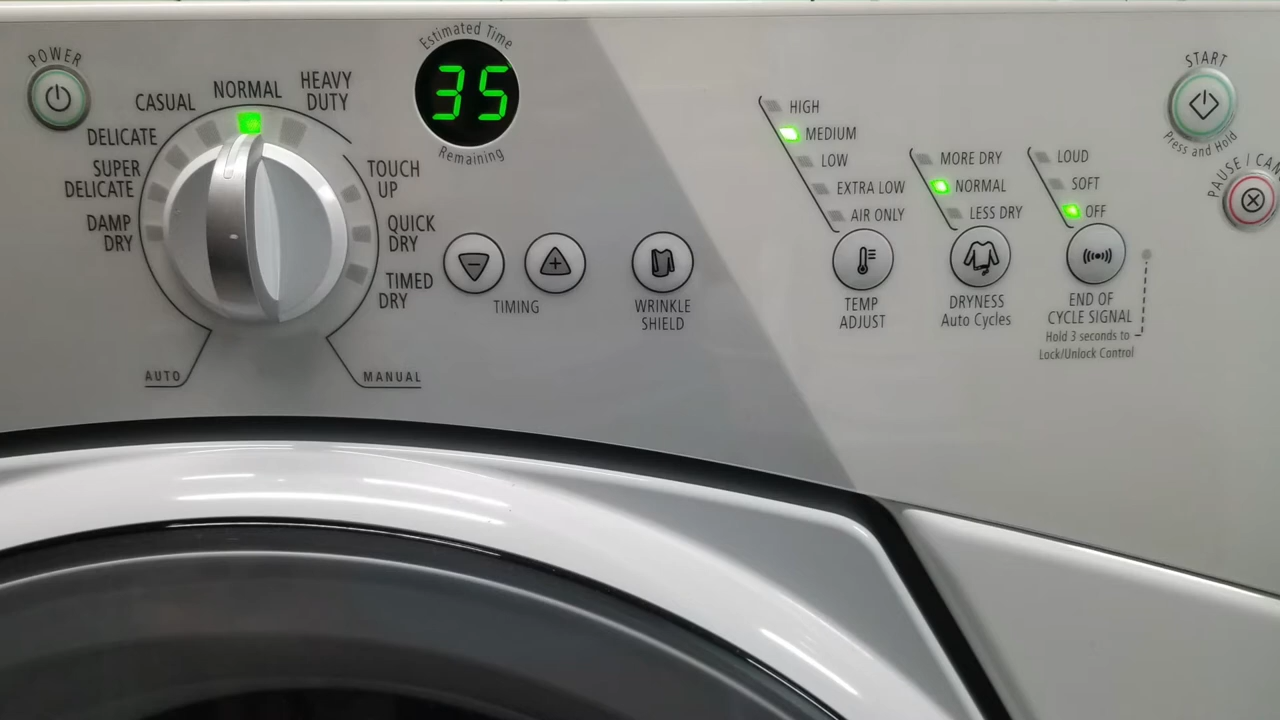 POWER
CASUAL
NORMAL
HEAVY
DUTY
DELICATE
SUPER
DELICATE
DAMP
DRY
TOUCH
UP
QUICK
DRY
TIMED
DRY
AUTO
MANUAL
Estimated Time
35
Remaining
TIMING
WRINKLE
SHIELD
HIGH
MEDIUM
LOW
EXTRA LOW
AIR ONLY
TEMP
ADJUST
MORE DRY
NORMAL
LESS DRY
DRYNESS
Auto Cycles
LOUD
SOFT
OFF
END OF
CYCLE SIGNAL
Hold 3 seconds to
Lock/Unlock Control
START
Press and Hold
PAUSE / CAN